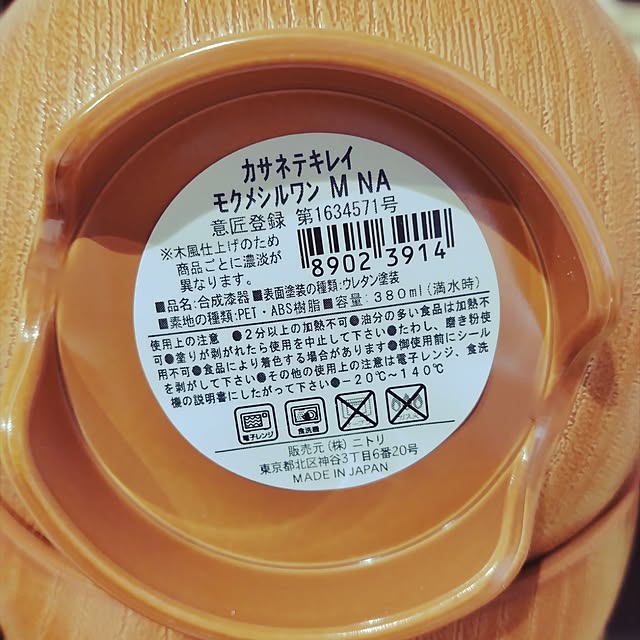 カサネテキレイ
モクメシルワン M NA
意匠登録 第1634571号
※木風仕上げのため
商品ごとに濃淡が
異なります。
8902 3914
■品名:合成漆器■表面塗装の種類:ウレタン塗装
■素地の種類:PET・ABS樹脂■容量:380ml(満水時)
使用上の注意 ●2分以上の加熱不可●油分の多い食品は加熱不
可●塗りが剥がれたら使用を中止して下さい●たわし、磨き粉使
用不可●食品により着色する場合があります●御使用前にシール
を剥がして下さい●その他の使用上の注意は電子レンジ、食洗
機の説明書にしたがって下さい●−20℃~140℃
電子レンジ 食洗機
販売元(株)ニトリ
東京都北区神谷3丁目6番20号
MADE IN JAPAN